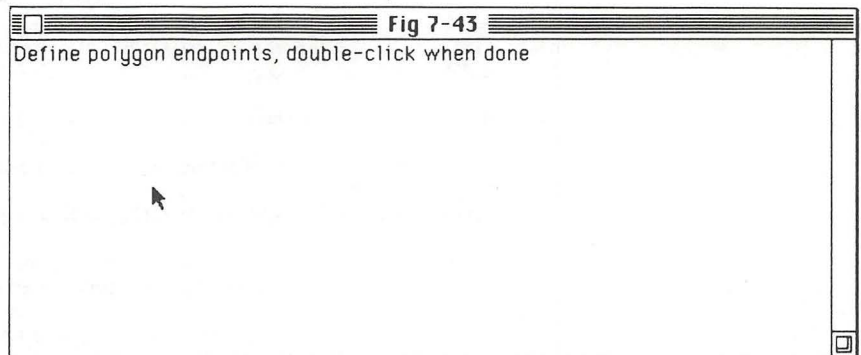 Fig 7-43
Define polygon endpoints, double-click when done